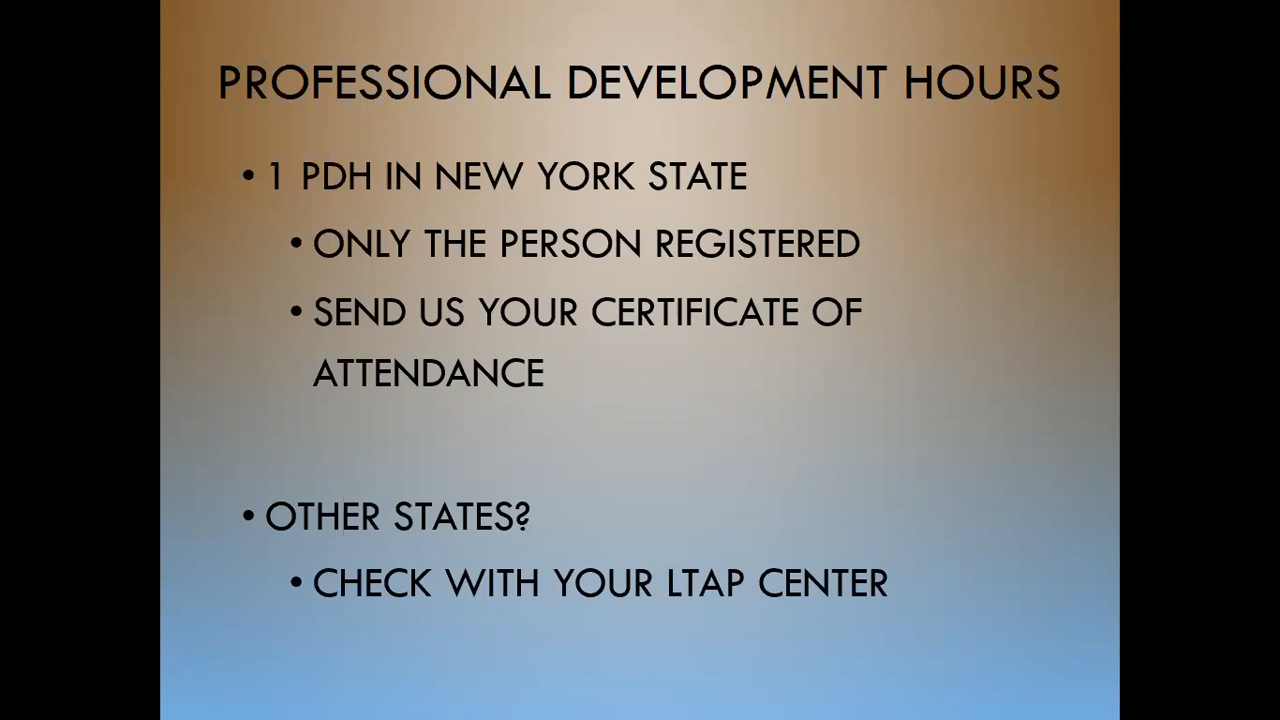 PROFESSIONAL DEVELOPMENT HOURS
• 1 PDH IN NEW YORK STATE
• ONLY THE PERSON REGISTERED
• SEND US YOUR CERTIFICATE OF
ATTENDANCE
• OTHER STATES?
• CHECK WITH YOUR LTAP CENTER